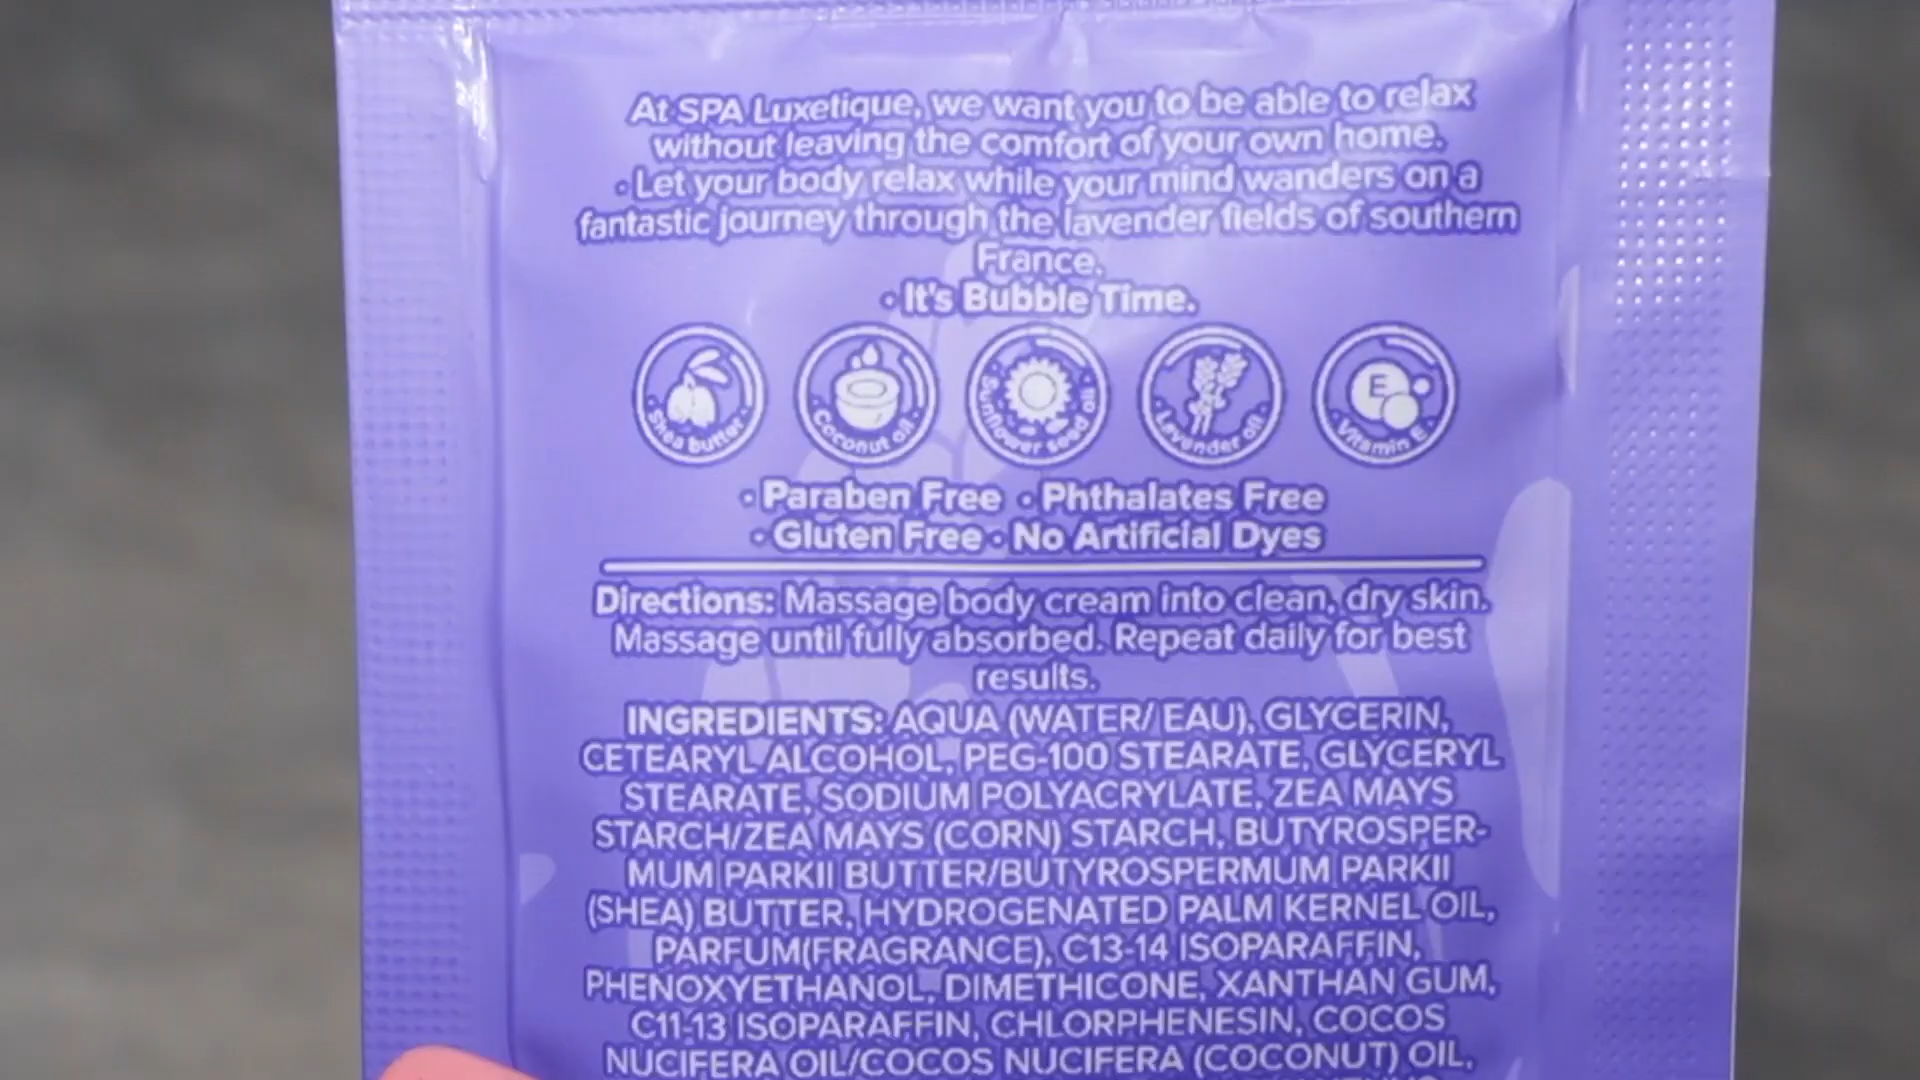 At SPA Luxetique, we want you to be able to relax
without leaving the comfort of your own home.
· Let your body relax while your mind wanders on a
fantastic journey through the lavender fields of southern
France.
· It's Bubble Time.
· Shea butter ·
· Coconut oil ·
· Sunflower seed oil ·
· Lavender oil ·
E
· Vitamin E ·
· Paraben Free · Phthalates Free
· Gluten Free · No Artificial Dyes
Directions: Massage body cream into clean, dry skin.
Massage until fully absorbed. Repeat daily for best
results.
INGREDIENTS: AQUA (WATER/ EAU), GLYCERIN,
CETEARYL ALCOHOL, PEG-100 STEARATE, GLYCERYL
STEARATE, SODIUM POLYACRYLATE, ZEA MAYS
STARCH/ZEA MAYS (CORN) STARCH, BUTYROSPER-
MUM PARKII BUTTER/BUTYROSPERMUM PARKII
(SHEA) BUTTER, HYDROGENATED PALM KERNEL OIL,
PARFUM(FRAGRANCE), C13-14 ISOPARAFFIN,
PHENOXYETHANOL, DIMETHICONE, XANTHAN GUM,
C11-13 ISOPARAFFIN, CHLORPHENESIN, COCOS
NUCIFERA OIL/COCOS NUCIFERA (COCONUT) OIL,